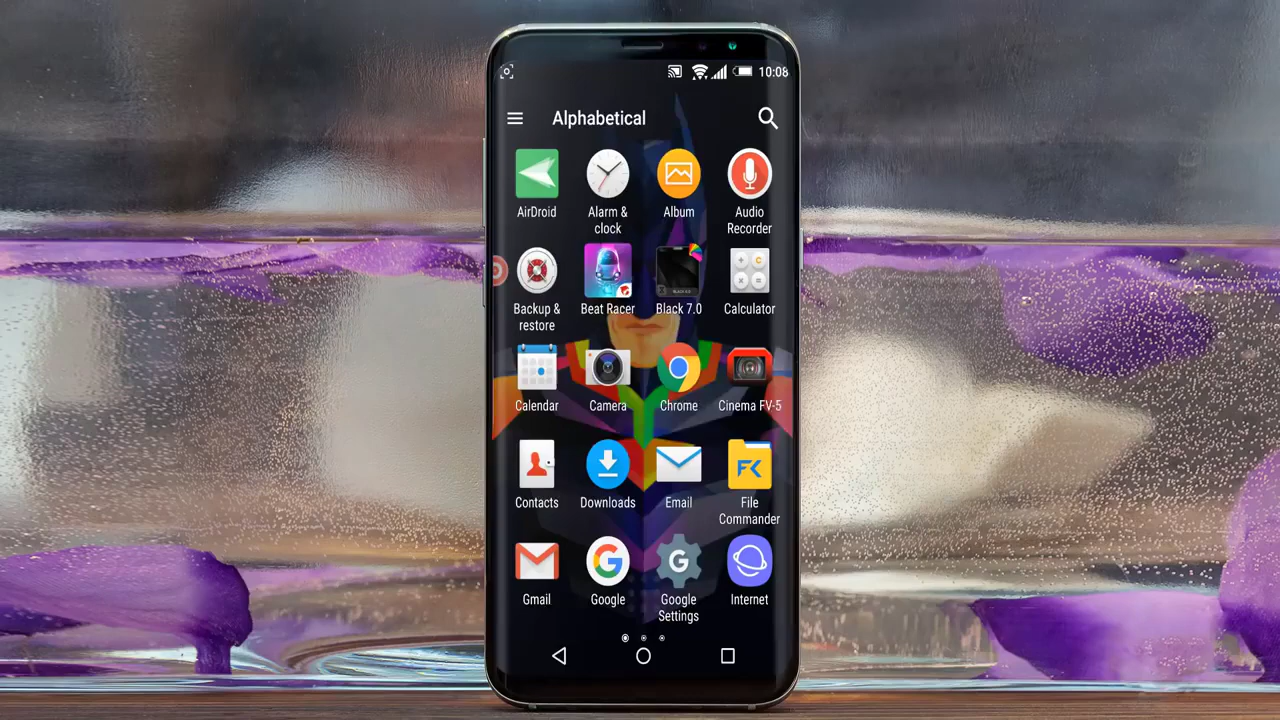 10:08
Alphabetical
AirDroid
Alarm &
clock
Album
Audio
Recorder
Backup &
restore
Beat Racer
Black 7.0
Calculator
Calendar
Camera
Chrome
Cinema FV-5
Contacts
Downloads
Email
FK
File
Commander
Gmail
G
Google
G
Google
Settings
Internet